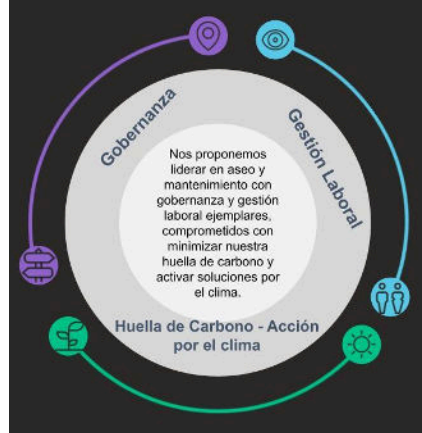 Gobernanza
Gestión Laboral
Nos proponemos
liderar en aseo y
mantenimiento con
gobernanza y gestión
laboral ejemplares,
comprometidos con
minimizar nuestra
huella de carbono y
activar soluciones por
el clima.
Huella de Carbono - Acción
por el clima